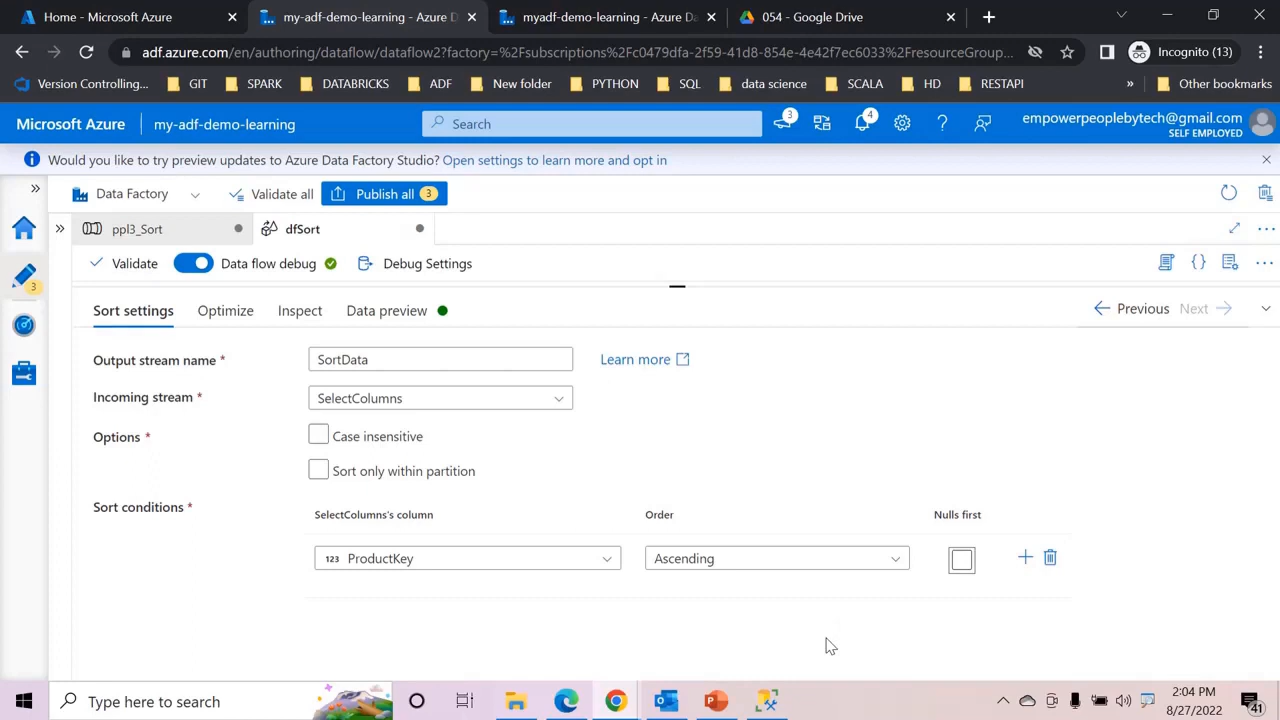 Home - Microsoft Azure
my-adf-demo-learning - Azure D
myadf-demo-learning - Azure Da
054 - Google Drive
adf.azure.com/en/authoring/dataflow/dataflow2?factory=%2Fsubscriptions%2Fc0479dfa-2f59-41d8-854e-4e42f7ec6033%2FresourceGroup...
Incognito (13)
Version Controlling...
GIT
SPARK
DATABRICKS
ADF
New folder
PYTHON
SQL
data science
SCALA
HD
RESTAPI
»
Other bookmarks
Microsoft Azure
my-adf-demo-learning
Search
3
4
empowerpeoplebytech@gmail.com
SELF EMPLOYED
Would you like to try preview updates to Azure Data Factory Studio? Open settings to learn more and opt in
Data Factory
Validate all
Publish all 3
ppl3_Sort
dfSort
3
Validate
Data flow debug
Debug Settings
Sort settings
Optimize
Inspect
Data preview
Previous
Next
Output stream name *
SortData
Learn more
Incoming stream *
SelectColumns
Options *
Case insensitive
Sort only within partition
Sort conditions *
SelectColumns's column
Order
Nulls first
123 ProductKey
Ascending
Type here to search
2:04 PM
8/27/2022
41